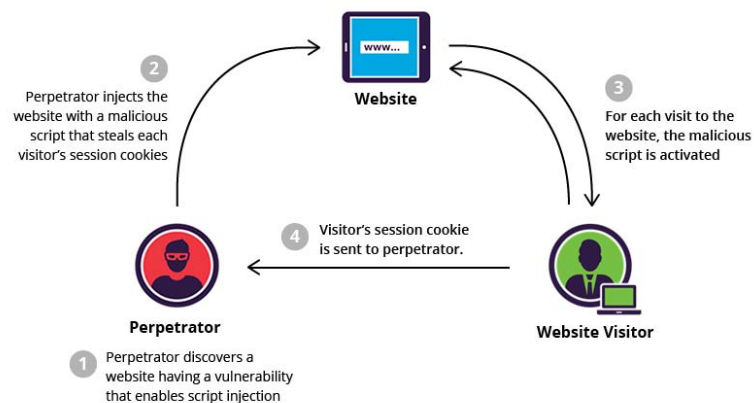 www...
Website
2
Perpetrator injects the
website with a malicious
script that steals each
visitor's session cookies
3
For each visit to the
website, the malicious
script is activated
4
Visitor's session cookie
is sent to perpetrator.
Perpetrator
Website Visitor
1
Perpetrator discovers a
website having a vulnerability
that enables script injection